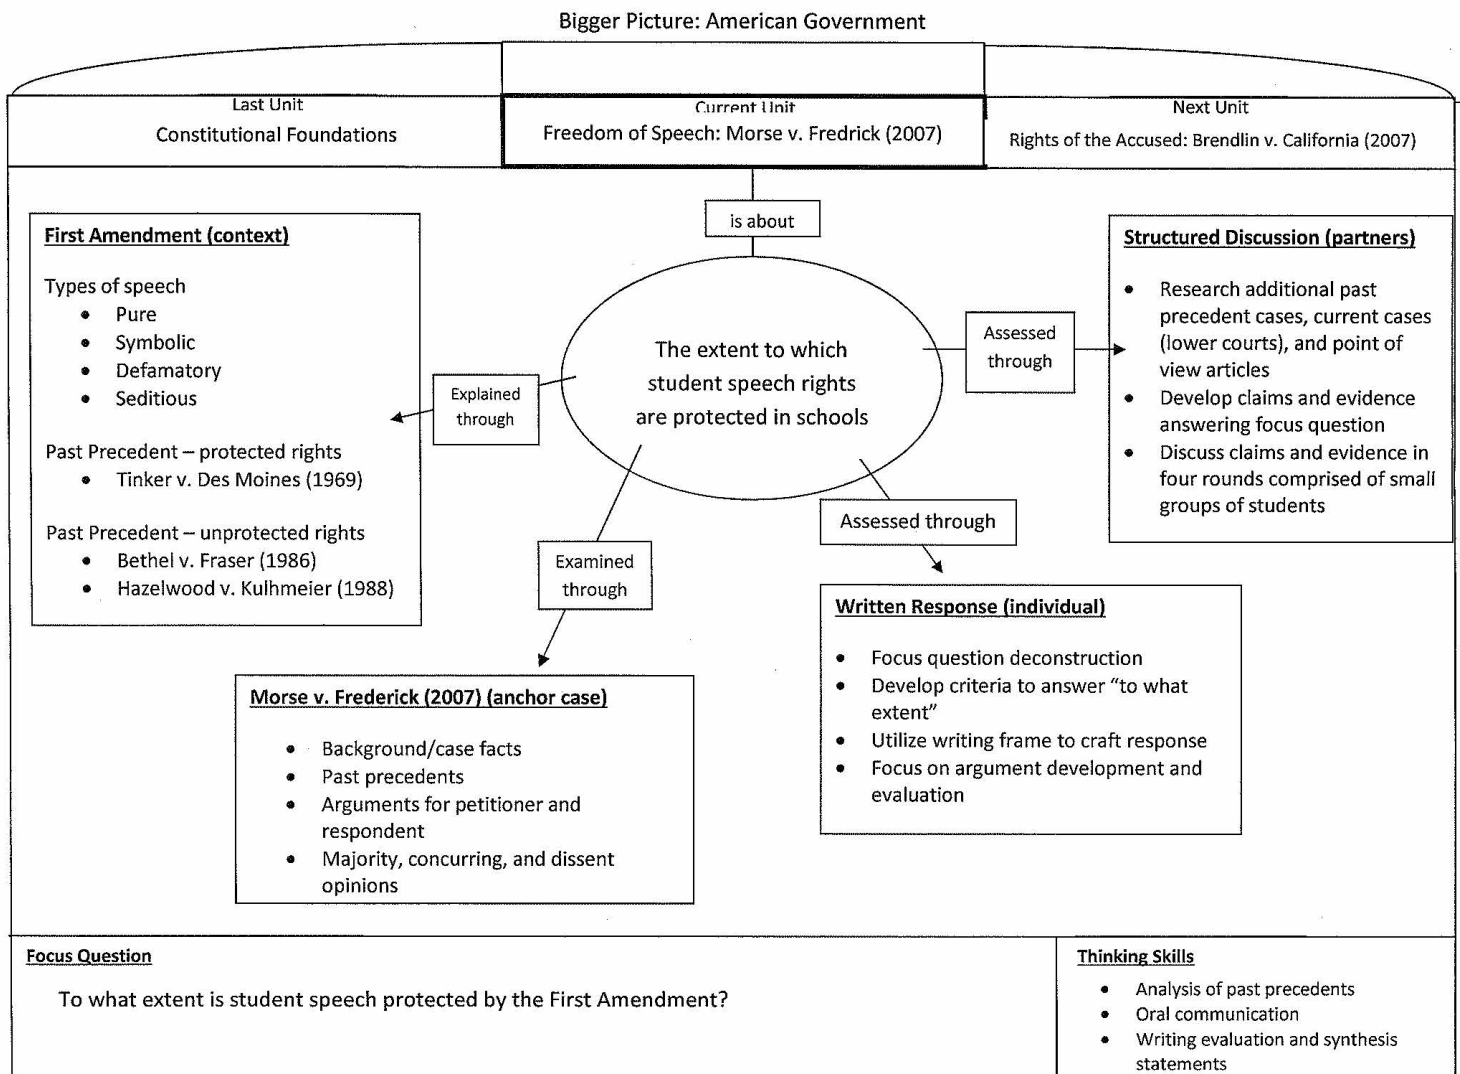 Bigger Picture: American Government
Last Unit
Constitutional Foundations
Current Unit
Freedom of Speech: Morse v. Fredrick (2007)
Next Unit
Rights of the Accused: Brendlin v. California (2007)
is about
The extent to which
student speech rights
are protected in schools
Explained
through
First Amendment (context)
Types of speech
• Pure
• Symbolic
• Defamatory
• Seditious
Past Precedent – protected rights
• Tinker v. Des Moines (1969)
Past Precedent – unprotected rights
• Bethel v. Fraser (1986)
• Hazelwood v. Kulhmeier (1988)
Examined
through
Morse v. Frederick (2007) (anchor case)
• Background/case facts
• Past precedents
• Arguments for petitioner and
respondent
• Majority, concurring, and dissent
opinions
Assessed through
Written Response (individual)
• Focus question deconstruction
• Develop criteria to answer “to what
extent”
• Utilize writing frame to craft response
• Focus on argument development and
evaluation
Assessed
through
Structured Discussion (partners)
• Research additional past
precedent cases, current cases
(lower courts), and point of
view articles
• Develop claims and evidence
answering focus question
• Discuss claims and evidence in
four rounds comprised of small
groups of students
Focus Question
To what extent is student speech protected by the First Amendment?
Thinking Skills
• Analysis of past precedents
• Oral communication
• Writing evaluation and synthesis
statements